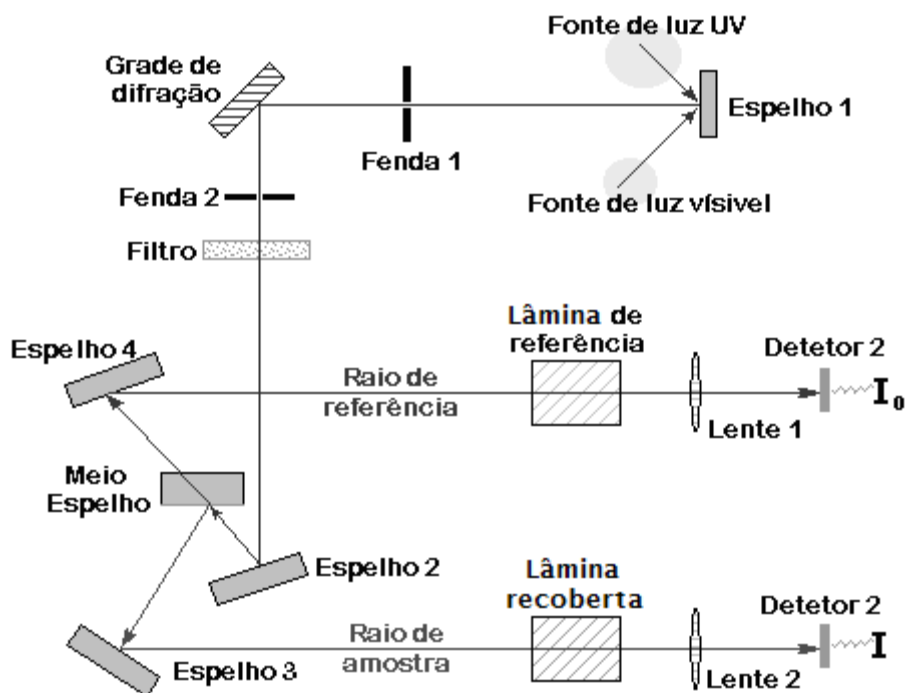 Fonte de luz UV
Grade de
difração
Espelho 1
Fenda 1
Fenda 2
Fonte de luz vísivel
Filtro
Lâmina de
referência
Espelho 4
Detetor 2
Raio de
referência
I₀
Lente 1
Meio
Espelho
Espelho 2
Lâmina
recoberta
Detetor 2
Raio de
amostra
I
Espelho 3
Lente 2